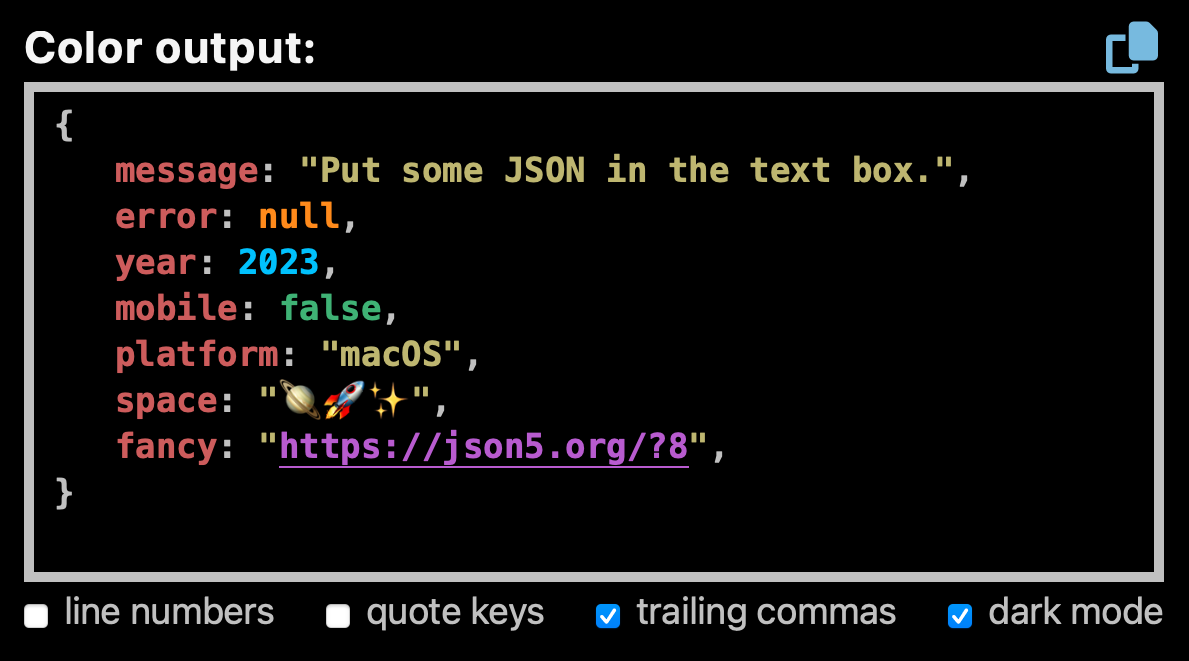 Color output:
{
   message: "Put some JSON in the text box.",
   error: null,
   year: 2023,
   mobile: false,
   platform: "macOS",
   space: "🪐🚀✨",
   fancy: "https://json5.org/?8",
}
line numbers quote keys trailing commas dark mode